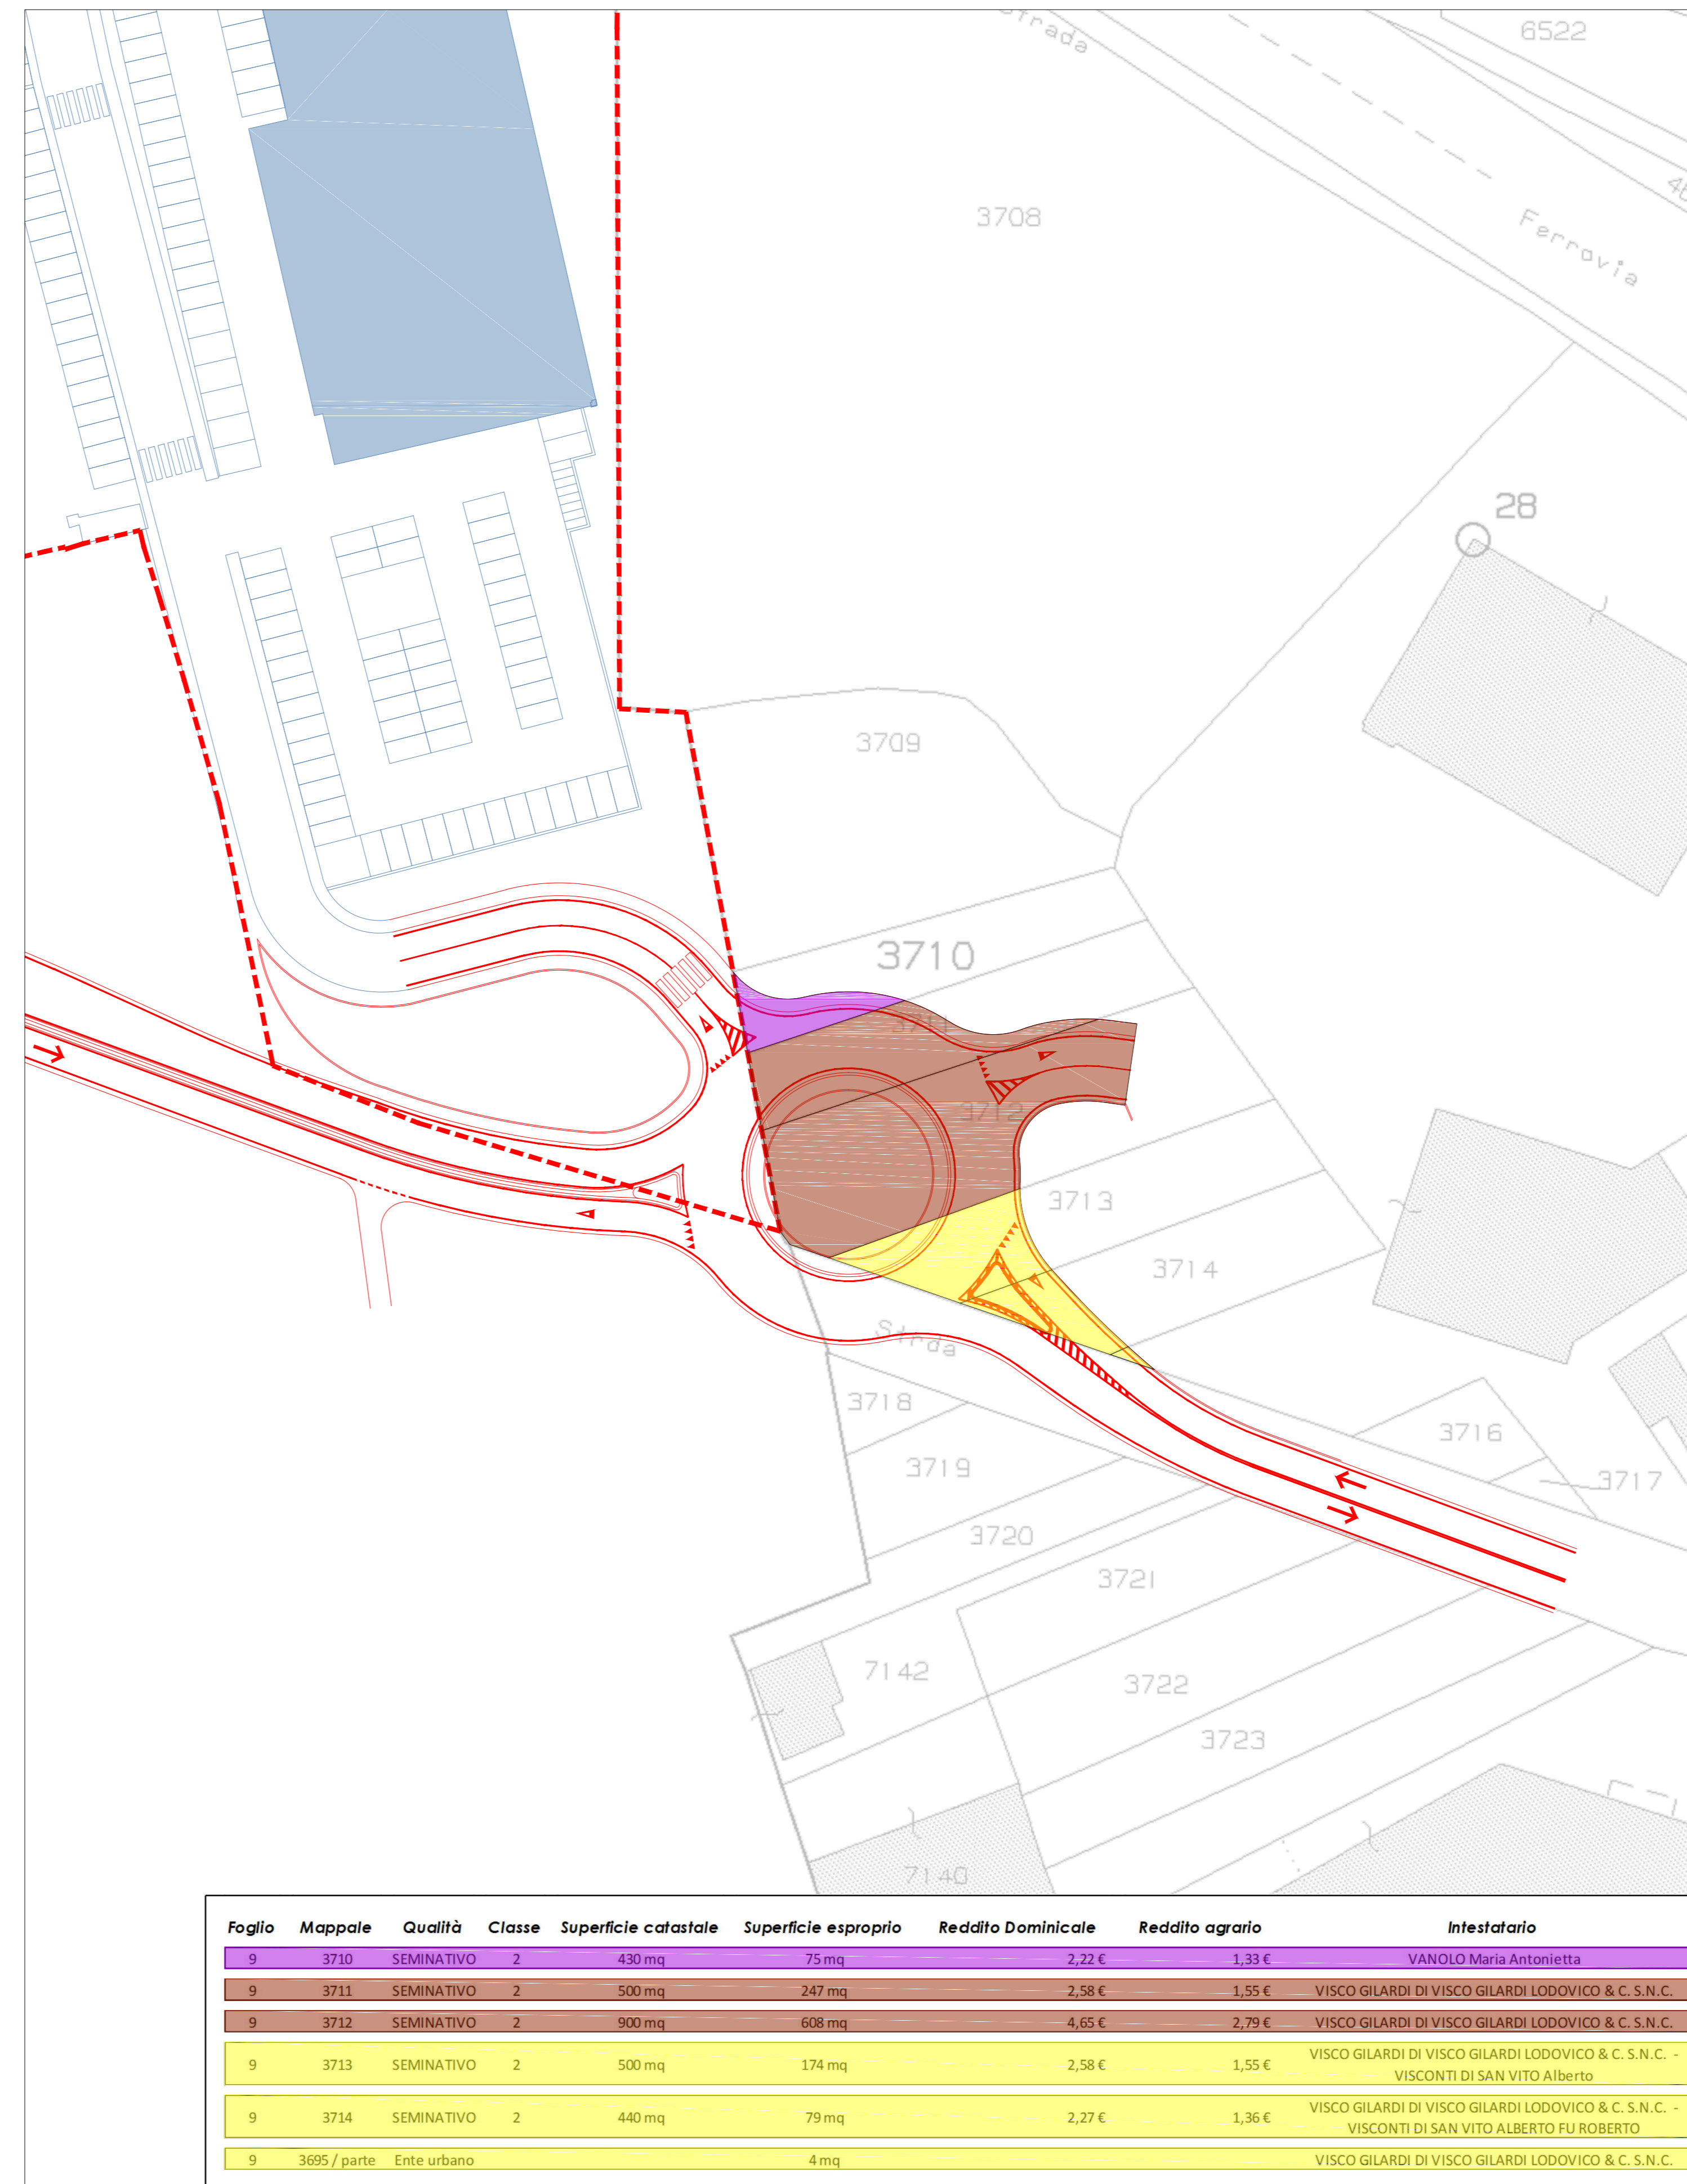 Strada
6522
3708
Ferrovia
28
3709
3710
3711
3712
3713
3714
Strda
3718
3716
3719
3717
3720
3721
7142
3722
3723
7140
Foglio Mappale Qualità Classe Superficie catastale Superficie esproprio Reddito Dominicale Reddito agrario Intestatario
9 3710 SEMINATIVO 2 430 mq 75 mq 2,22 € 1,33 € VANOLO Maria Antonietta
9 3711 SEMINATIVO 2 500 mq 247 mq 2,58 € 1,55 € VISCO GILARDI DI VISCO GILARDI LODOVICO & C. S.N.C.
9 3712 SEMINATIVO 2 900 mq 608 mq 4,65 € 2,79 € VISCO GILARDI DI VISCO GILARDI LODOVICO & C. S.N.C.
9 3713 SEMINATIVO 2 500 mq 174 mq 2,58 € 1,55 € VISCO GILARDI DI VISCO GILARDI LODOVICO & C. S.N.C. -
VISCONTI DI SAN VITO Alberto
9 3714 SEMINATIVO 2 440 mq 79 mq 2,27 € 1,36 € VISCO GILARDI DI VISCO GILARDI LODOVICO & C. S.N.C. -
VISCONTI DI SAN VITO ALBERTO FU ROBERTO
9 3695 / parte Ente urbano 4 mq VISCO GILARDI DI VISCO GILARDI LODOVICO & C. S.N.C.